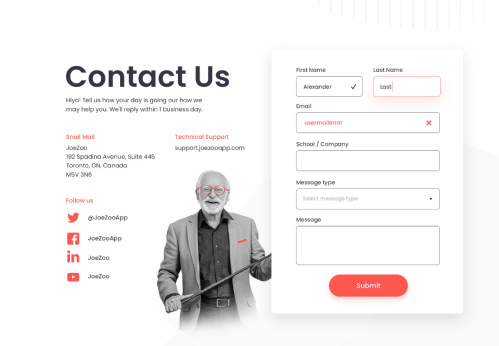 Contact Us
Hiya! Tell us how your day is going our how we
may help you. We'll reply within 1 business day.
Snail Mail
JoeZoo
192 Spadina Avenue, Suite 445
Toronto, ON, Canada
M5V 3N6
Technical Support
support.joezooapp.com
Follow us
@JoeZooApp
JoeZooApp
JoeZoo
JoeZoo
First Name
Last Name
Alexander
Last
Email
usermailerror
School / Company
Message type
Select message type
Message
Submit